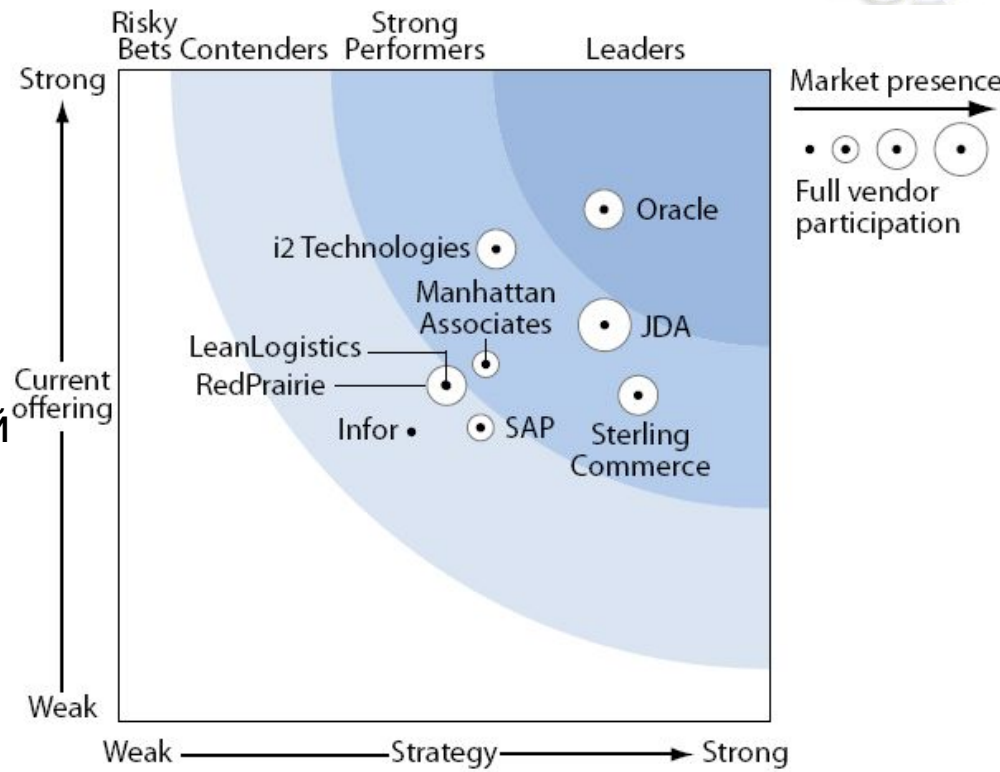 Risky
Bets
Contenders
Strong
Performers
Leaders
Strong
Market presence
Full vendor
participation
Oracle
i2 Technologies
Manhattan
Associates
JDA
LeanLogistics
RedPrairie
Current
offering
й
Infor
SAP
Sterling
Commerce
Weak
Weak
Strategy
Strong